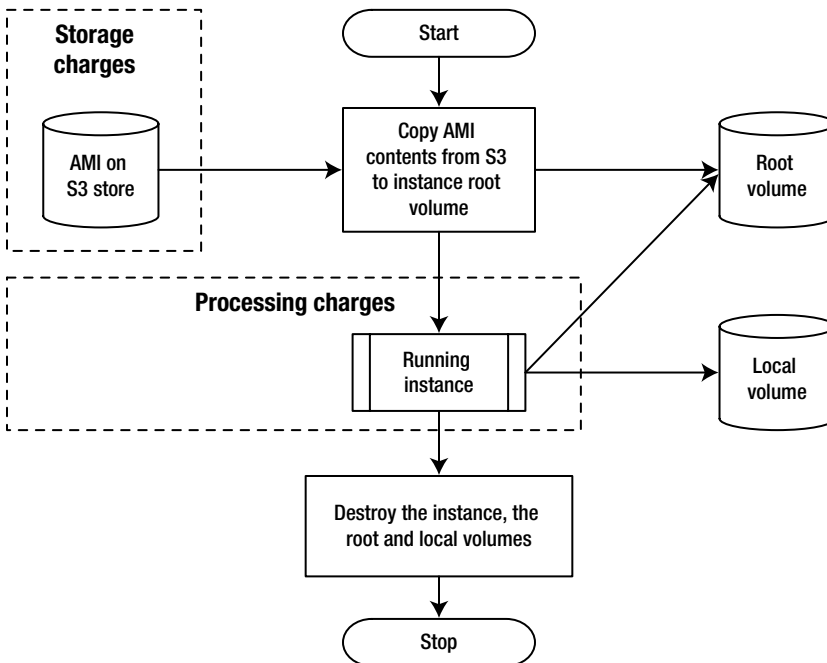 Storage
charges
Start
AMI on
S3 store
Copy AMI
contents from S3
to instance root
volume
Root
volume
Processing charges
Running
instance
Local
volume
Destroy the instance, the
root and local volumes
Stop